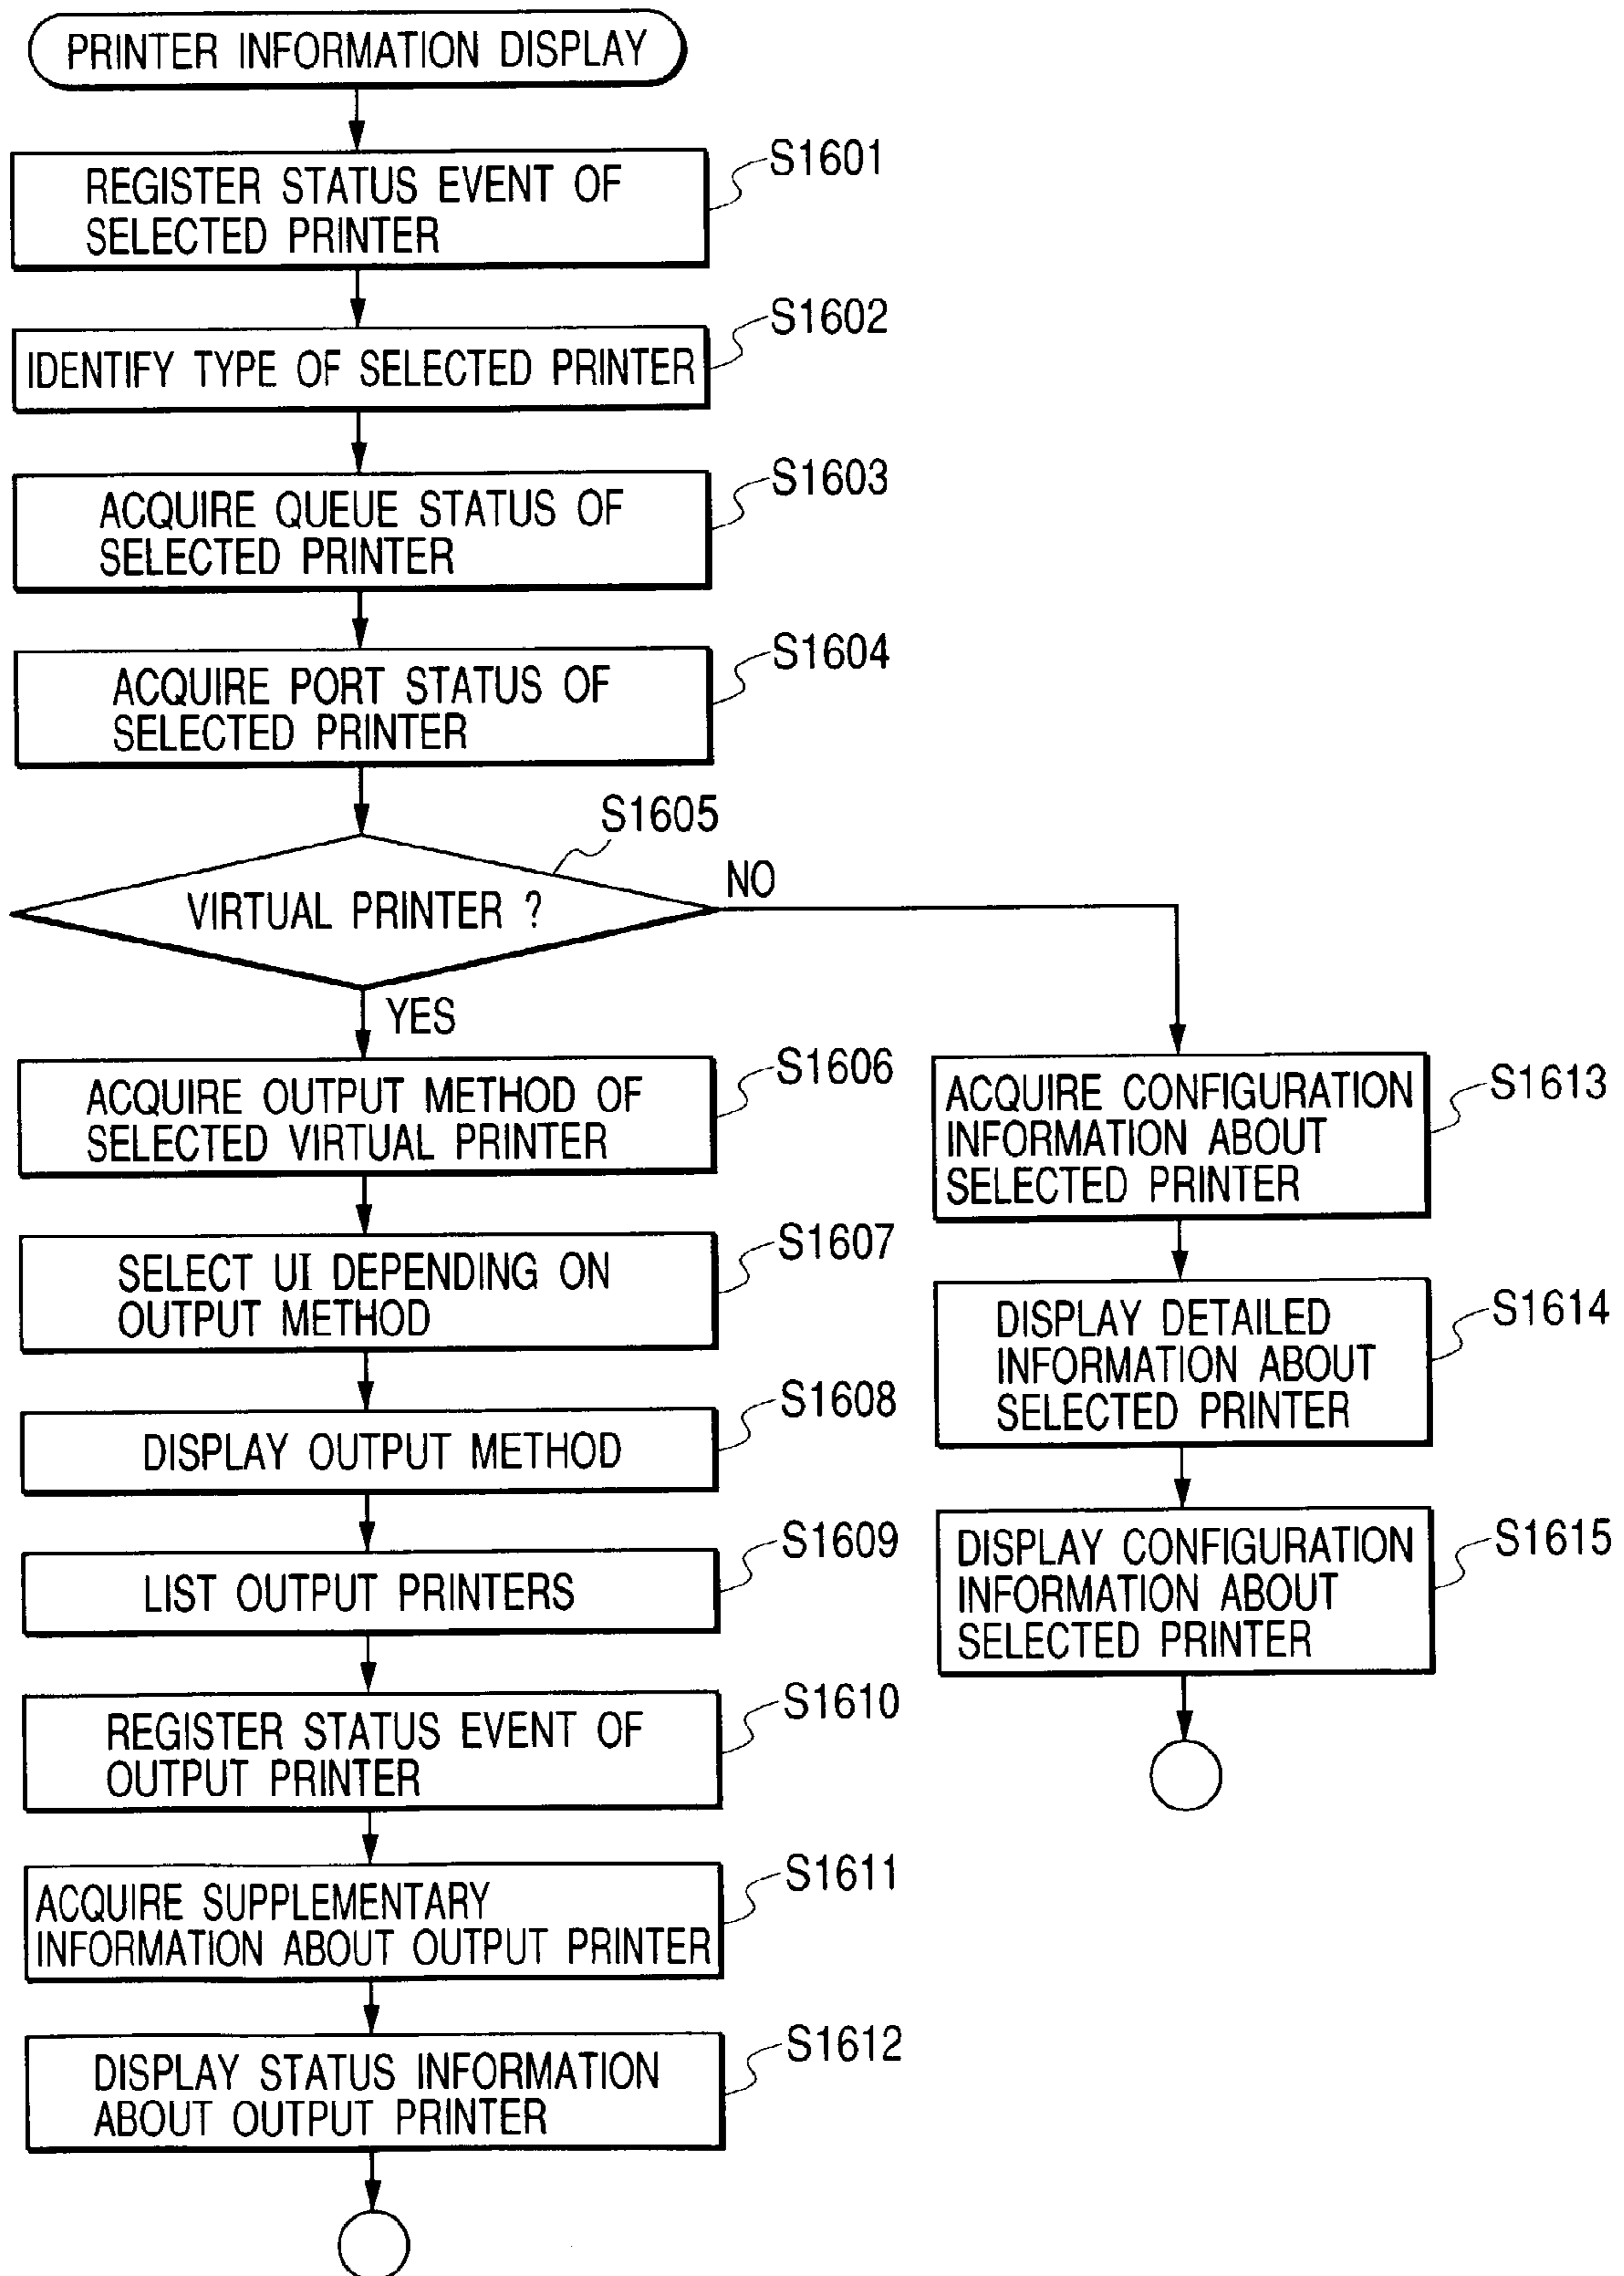 PRINTER INFORMATION DISPLAY
S1601
REGISTER STATUS EVENT OF
SELECTED PRINTER
S1602
IDENTIFY TYPE OF SELECTED PRINTER
S1603
ACQUIRE QUEUE STATUS OF
SELECTED PRINTER
S1604
ACQUIRE PORT STATUS OF
SELECTED PRINTER
S1605
VIRTUAL PRINTER ?
NO
YES
S1606
ACQUIRE OUTPUT METHOD OF
SELECTED VIRTUAL PRINTER
S1607
SELECT UI DEPENDING ON
OUTPUT METHOD
S1608
DISPLAY OUTPUT METHOD
S1609
LIST OUTPUT PRINTERS
S1610
REGISTER STATUS EVENT OF
OUTPUT PRINTER
S1611
ACQUIRE SUPPLEMENTARY
INFORMATION ABOUT OUTPUT PRINTER
S1612
DISPLAY STATUS INFORMATION
ABOUT OUTPUT PRINTER
S1613
ACQUIRE CONFIGURATION
INFORMATION ABOUT
SELECTED PRINTER
S1614
DISPLAY DETAILED
INFORMATION ABOUT
SELECTED PRINTER
S1615
DISPLAY CONFIGURATION
INFORMATION ABOUT
SELECTED PRINTER